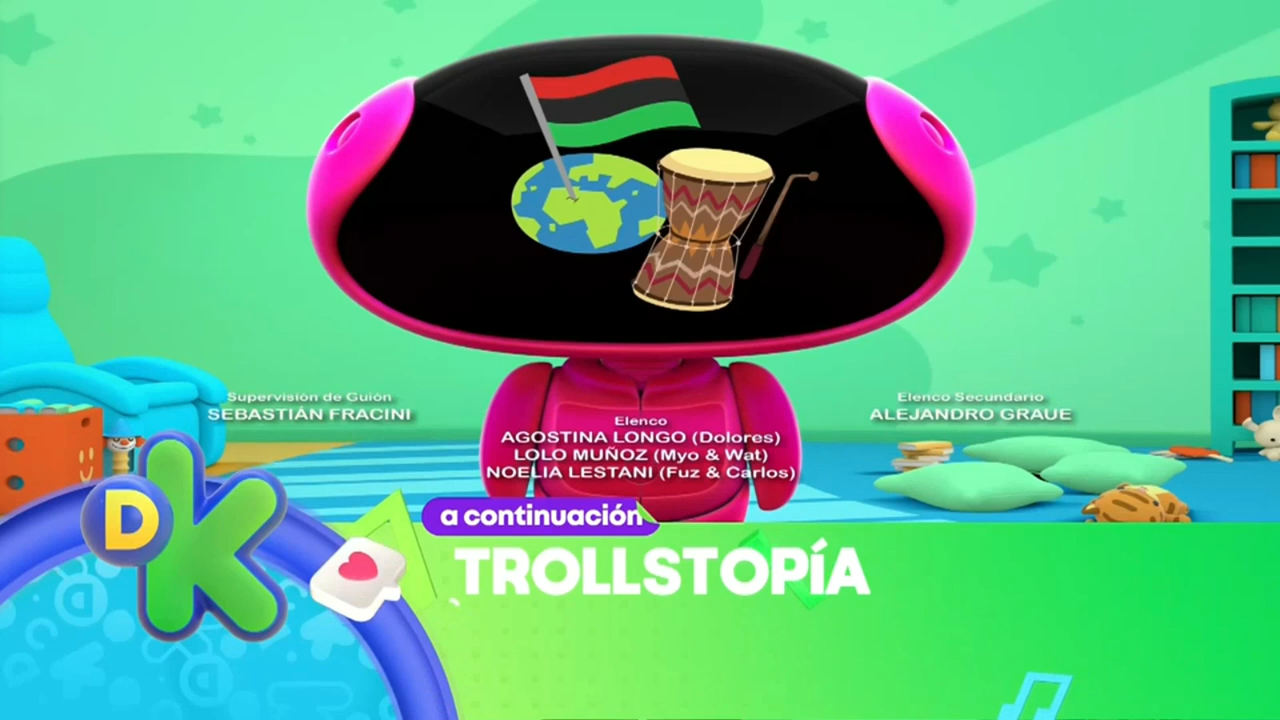 Supervisión de Guión
SEBASTIÁN FRACINI
Elenco
AGOSTINA LONGO (Dolores)
LOLO MUÑOZ (Myo & Wat)
NOELIA LESTANI (Fuz & Carlos)
Elenco Secundario
ALEJANDRO GRAUE
DK
a continuación
TROLLSTOPÍA